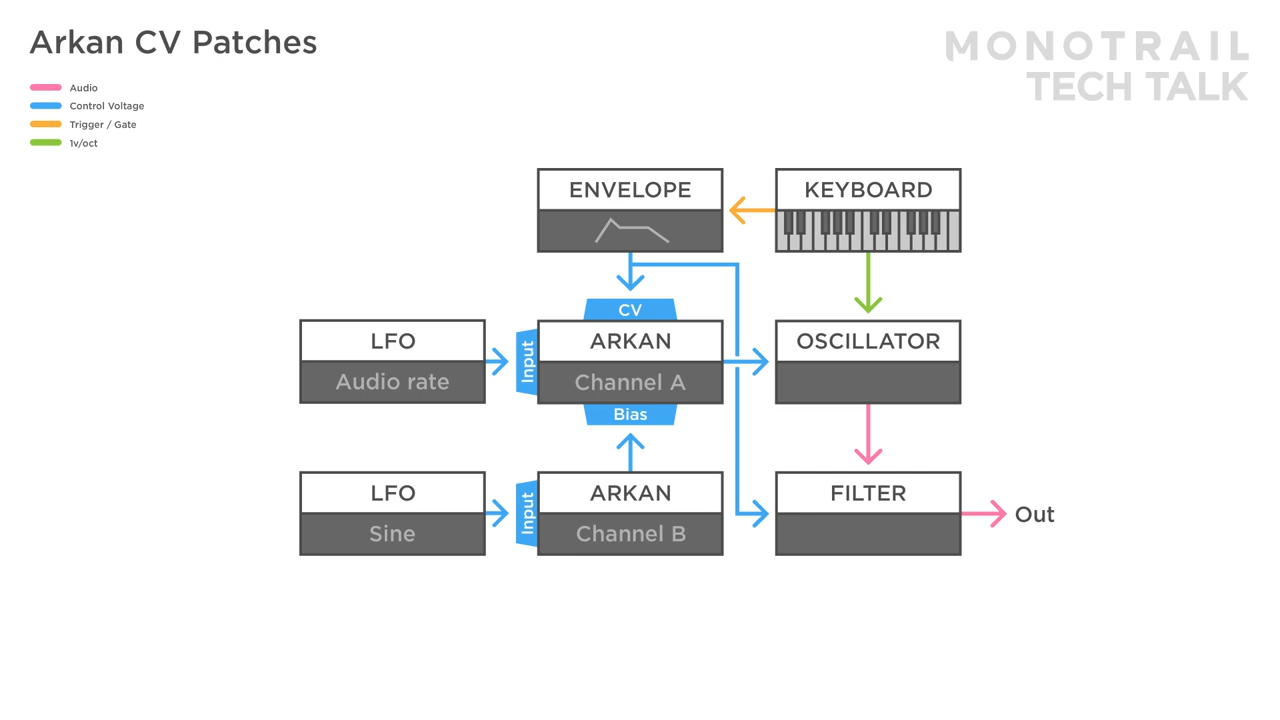 Arkan CV Patches
MONOTRAIL
TECH TALK
Audio
Control Voltage
Trigger / Gate
1v/oct
ENVELOPE
KEYBOARD
CV
LFO
Audio rate
Input
ARKAN
Channel A
Bias
OSCILLATOR
LFO
Sine
Input
ARKAN
Channel B
FILTER
Out